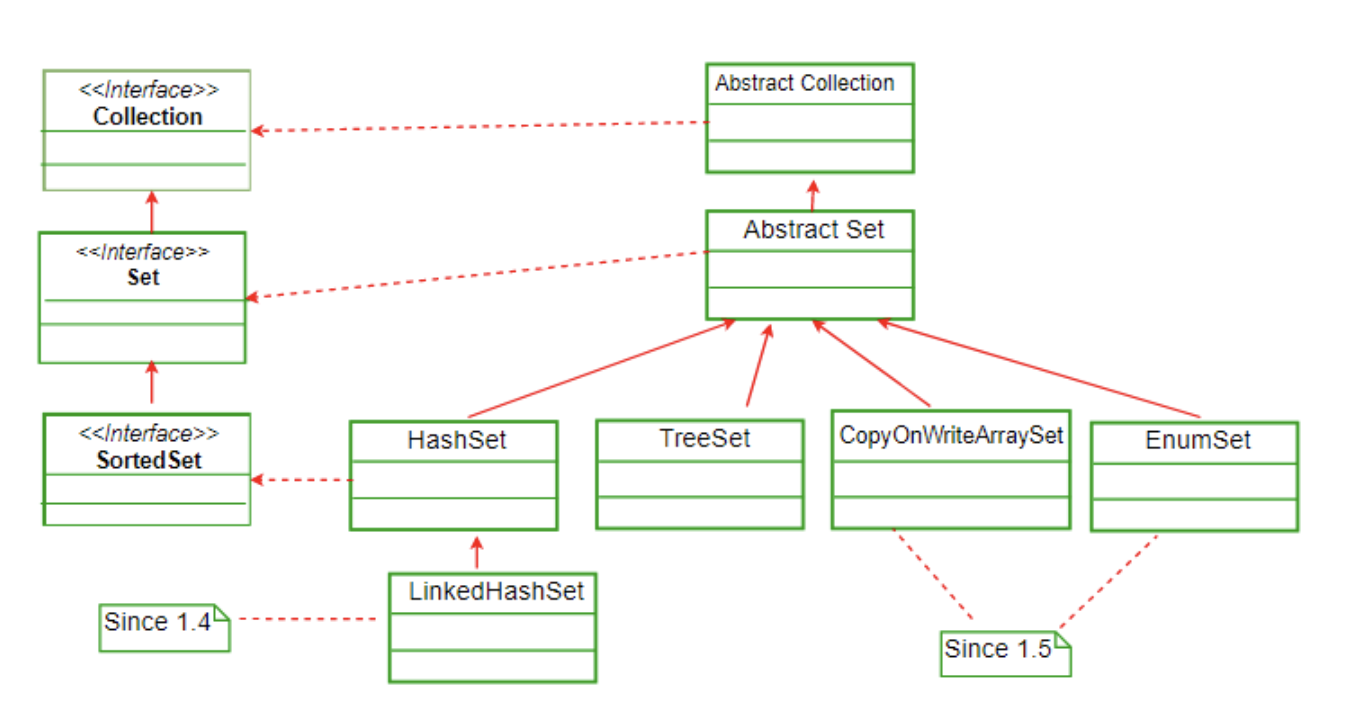 <<Interface>>
Collection
Abstract Collection
<<Interface>>
Set
Abstract Set
<<Interface>>
SortedSet
HashSet
TreeSet
CopyOnWriteArraySet
EnumSet
LinkedHashSet
Since 1.4
Since 1.5